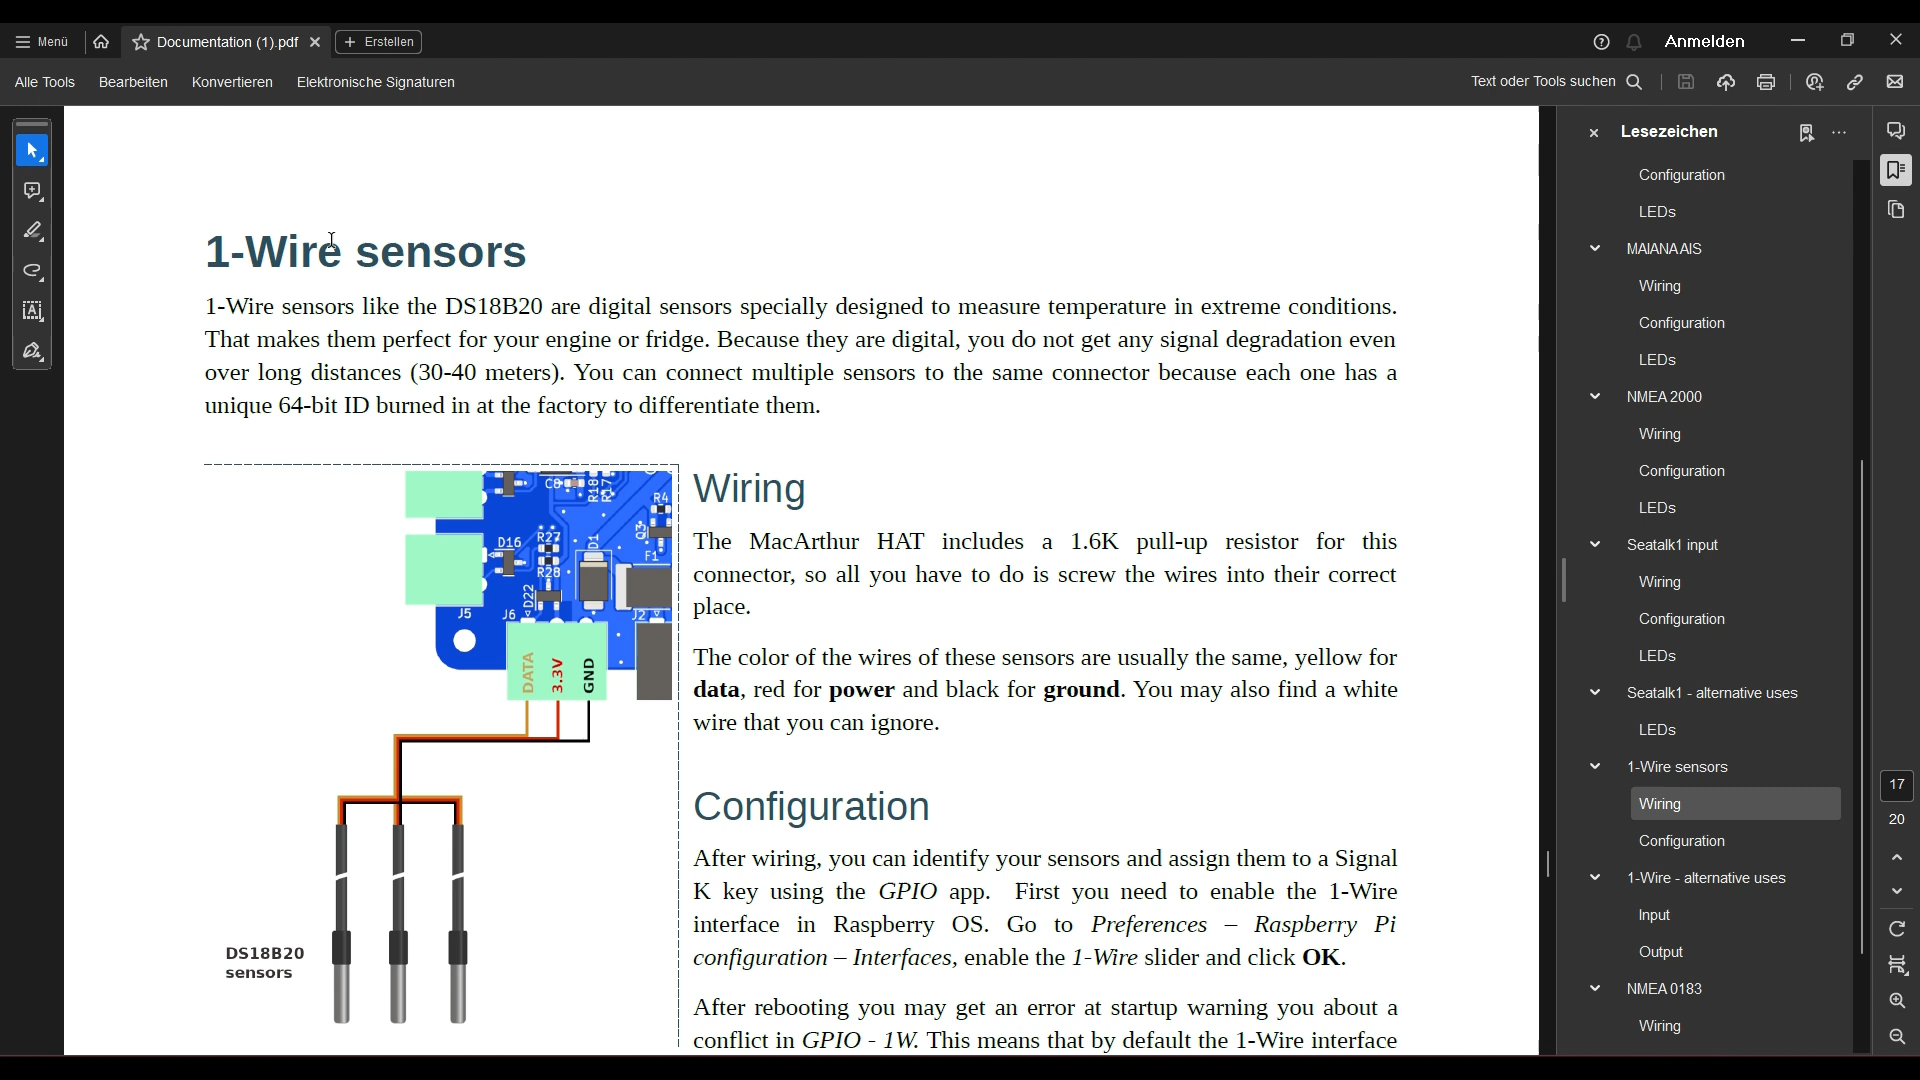 Menü
Documentation (1).pdf
Erstellen
Anmelden
Alle Tools Bearbeiten Konvertieren Elektronische Signaturen
Text oder Tools suchen
1-Wire sensors
1-Wire sensors like the DS18B20 are digital sensors specially designed to measure temperature in extreme conditions.
That makes them perfect for your engine or fridge. Because they are digital, you do not get any signal degradation even
over long distances (30-40 meters). You can connect multiple sensors to the same connector because each one has a
unique 64-bit ID burned in at the factory to differentiate them.
C8
R18
R17
R4
D16
R27
D1
Q3
F1
R28
D22
J5
J6
J2
DATA
3.3V
GND
DS18B20
sensors
Wiring
The MacArthur HAT includes a 1.6K pull-up resistor for this
connector, so all you have to do is screw the wires into their correct
place.
The color of the wires of these sensors are usually the same, yellow for
data, red for power and black for ground. You may also find a white
wire that you can ignore.
Configuration
After wiring, you can identify your sensors and assign them to a Signal
K key using the GPIO app. First you need to enable the 1-Wire
interface in Raspberry OS. Go to Preferences – Raspberry Pi
configuration – Interfaces, enable the 1-Wire slider and click OK.
After rebooting you may get an error at startup warning you about a
conflict in GPIO - 1W. This means that by default the 1-Wire interface
Lesezeichen
Configuration
LEDs
MAIANA AIS
Wiring
Configuration
LEDs
NMEA 2000
Wiring
Configuration
LEDs
Seatalk1 input
Wiring
Configuration
LEDs
Seatalk1 - alternative uses
LEDs
1-Wire sensors
Wiring
Configuration
1-Wire - alternative uses
Input
Output
NMEA 0183
Wiring
17
20